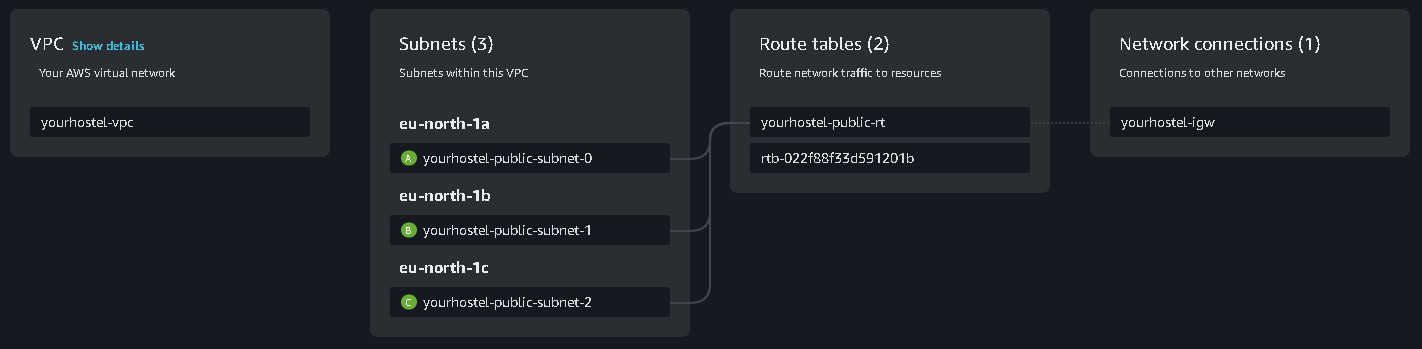 VPC Show details
Your AWS virtual network
yourhostel-vpc
Subnets (3)
Subnets within this VPC
eu-north-1a
A yourhostel-public-subnet-0
eu-north-1b
B yourhostel-public-subnet-1
eu-north-1c
C yourhostel-public-subnet-2
Route tables (2)
Route network traffic to resources
yourhostel-public-rt
rtb-022f88f33d591201b
Network connections (1)
Connections to other networks
yourhostel-igw